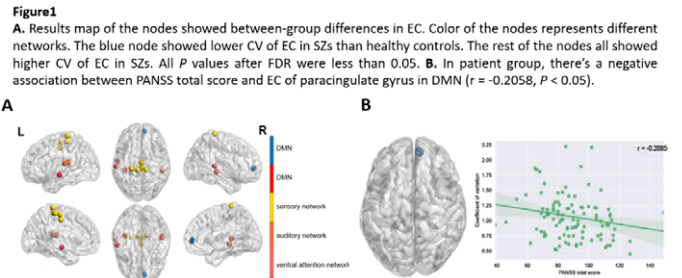 Figure1
A. Results map of the nodes showed between-group differences in EC. Color of the nodes represents different
networks. The blue node showed lower CV of EC in SZs than healthy controls. The rest of the nodes all showed
higher CV of EC in SZs. All P values after FDR were less than 0.05. B. In patient group, there's a negative
association between PANSS total score and EC of paracingulate gyrus in DMN (r = -0.2058, P < 0.05).
A
B
L
R
DMN
DMN
sensory network
auditory network
ventral attention network
r=-0.2085
Coefficient of variation
2.25
2.00
1.75
1.50
1.25
1.00
0.75
0.50
40 60 80 100 120 140
PANSS total score